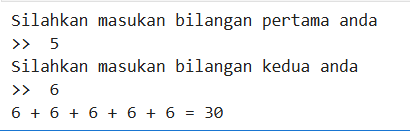 Silahkan masukan bilangan pertama anda
>> 5
Silahkan masukan bilangan kedua anda
>> 6
6 + 6 + 6 + 6 + 6 = 30